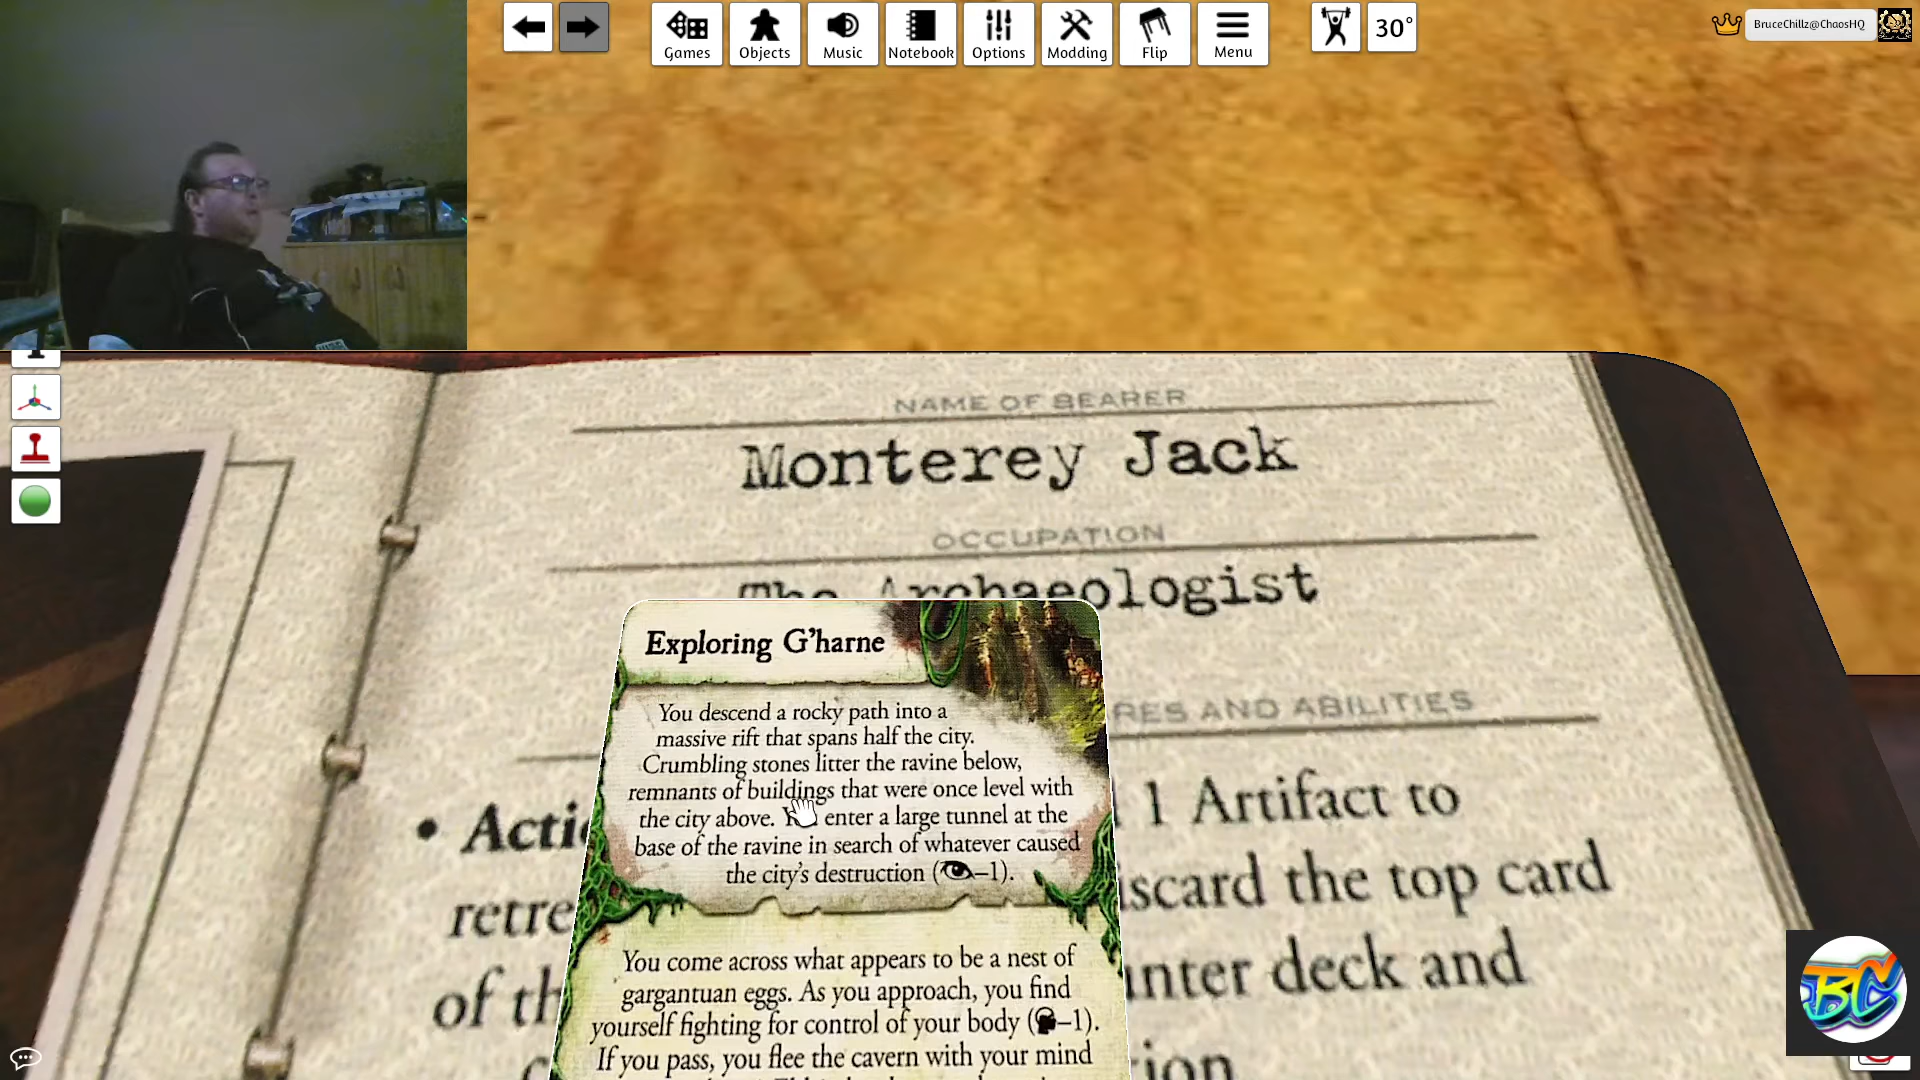 Games
Objects
Music
Notebook
Options
Modding
Flip
Menu
30°
BruceChillz@ChaosHQ
NAME OF BEARER
Monterey Jack
OCCUPATION
The Archaeologist
RES AND ABILITIES
• Actio
1 Artifact to
retre
iscard the top card
of th
unter deck and
tion
Exploring G'harne
You descend a rocky path into a
massive rift that spans half the city.
Crumbling stones litter the ravine below,
remnants of buildings that were once level with
the city above. You enter a large tunnel at the
base of the ravine in search of whatever caused
the city's destruction (–1).
You come across what appears to be a nest of
gargantuan eggs. As you approach, you find
yourself fighting for control of your body (–1).
If you pass, you flee the cavern with your mind
BC